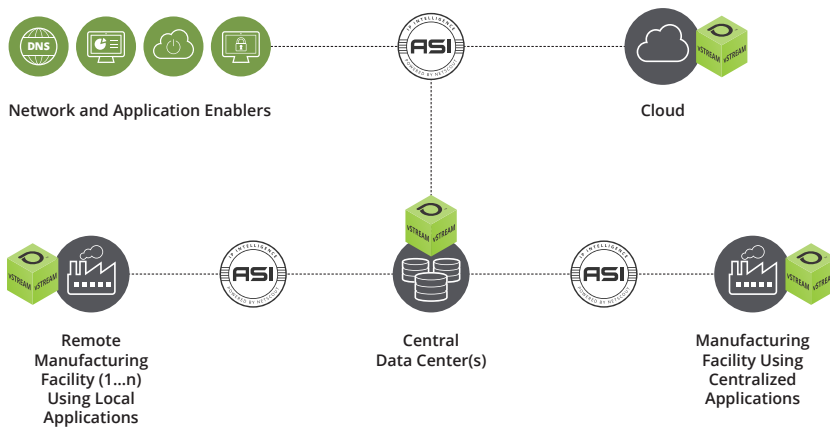 DNS
IP INTELLIGENCE
ASI
POWERED BY NETSCOUT
vSTREAM vSTREAM
Network and Application Enablers
Cloud
vSTREAM vSTREAM
vSTREAM vSTREAM
IP INTELLIGENCE
ASI
POWERED BY NETSCOUT
IP INTELLIGENCE
ASI
POWERED BY NETSCOUT
vSTREAM vSTREAM
Remote
Manufacturing
Facility (1...n)
Using Local
Applications
Central
Data Center(s)
Manufacturing
Facility Using
Centralized
Applications